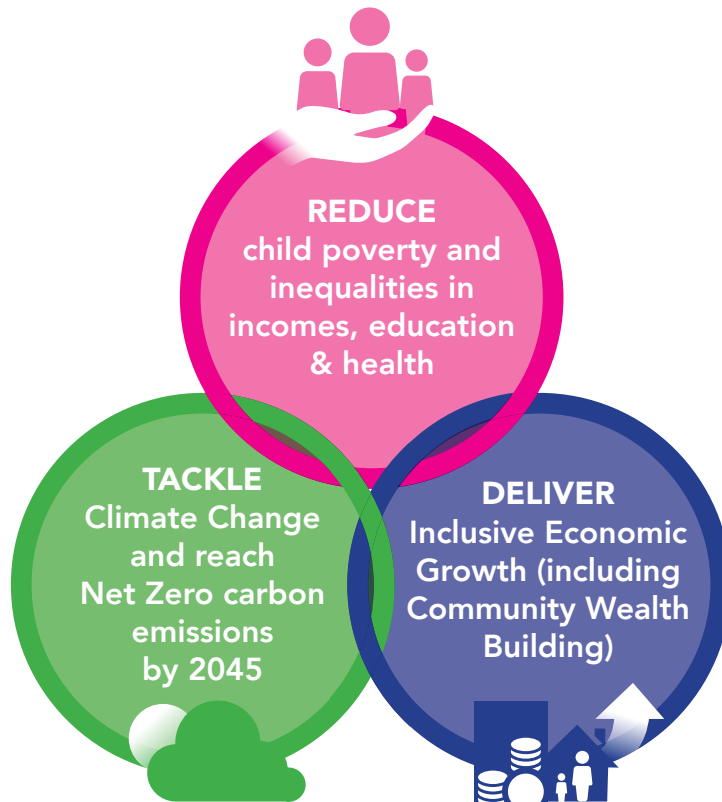 REDUCE
child poverty and
inequalities in
incomes, education
& health
TACKLE
Climate Change
and reach
Net Zero carbon
emissions
by 2045
DELIVER
Inclusive Economic
Growth (including
Community Wealth
Building)